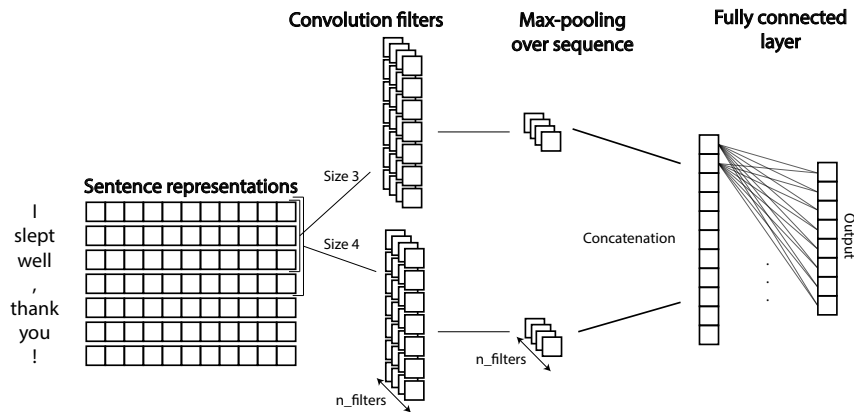 Convolution filters
Max-pooling
over sequence
Fully connected
layer
Sentence representations
I
slept
well
,
thank
you
!
Size 3
Size 4
n_filters
n_filters
Concatenation
. . .
Output